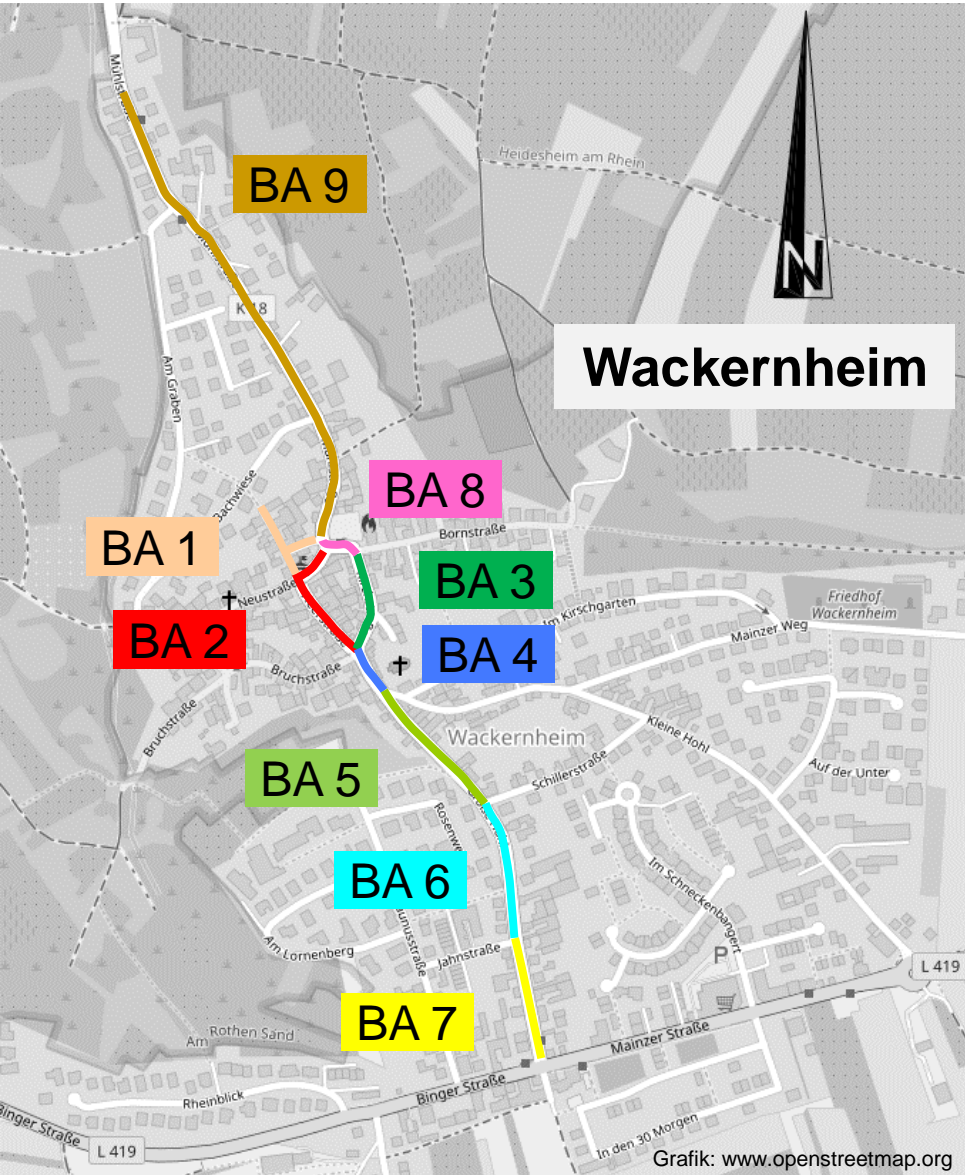 Mühlstraße
BA 9
Heidesheim am Rhein
N
K 18
Wackernheim
Am Graben
BA 8
Bachwiese
BA 1
Bornstraße
BA 3
Neustraße
Im Kirschgarten
Friedhof
Wackernheim
BA 2
BA 4
Mainzer Weg
Bruchstraße
Bruchstraße
Kleine Hohl
Wackernheim
BA 5
Schillerstraße
Auf der Unter
BA 6
Im Schneckenbangert
Am Lornenberg
Jahnstraße
P
L 419
BA 7
Am Rothen Sand
Mainzer Straße
Rheinblick
Binger Straße
Binger Straße
L 419
In den 30 Morgen
Grafik: www.openstreetmap.org